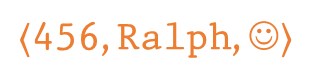 ⟨456, Ralph, ☺⟩